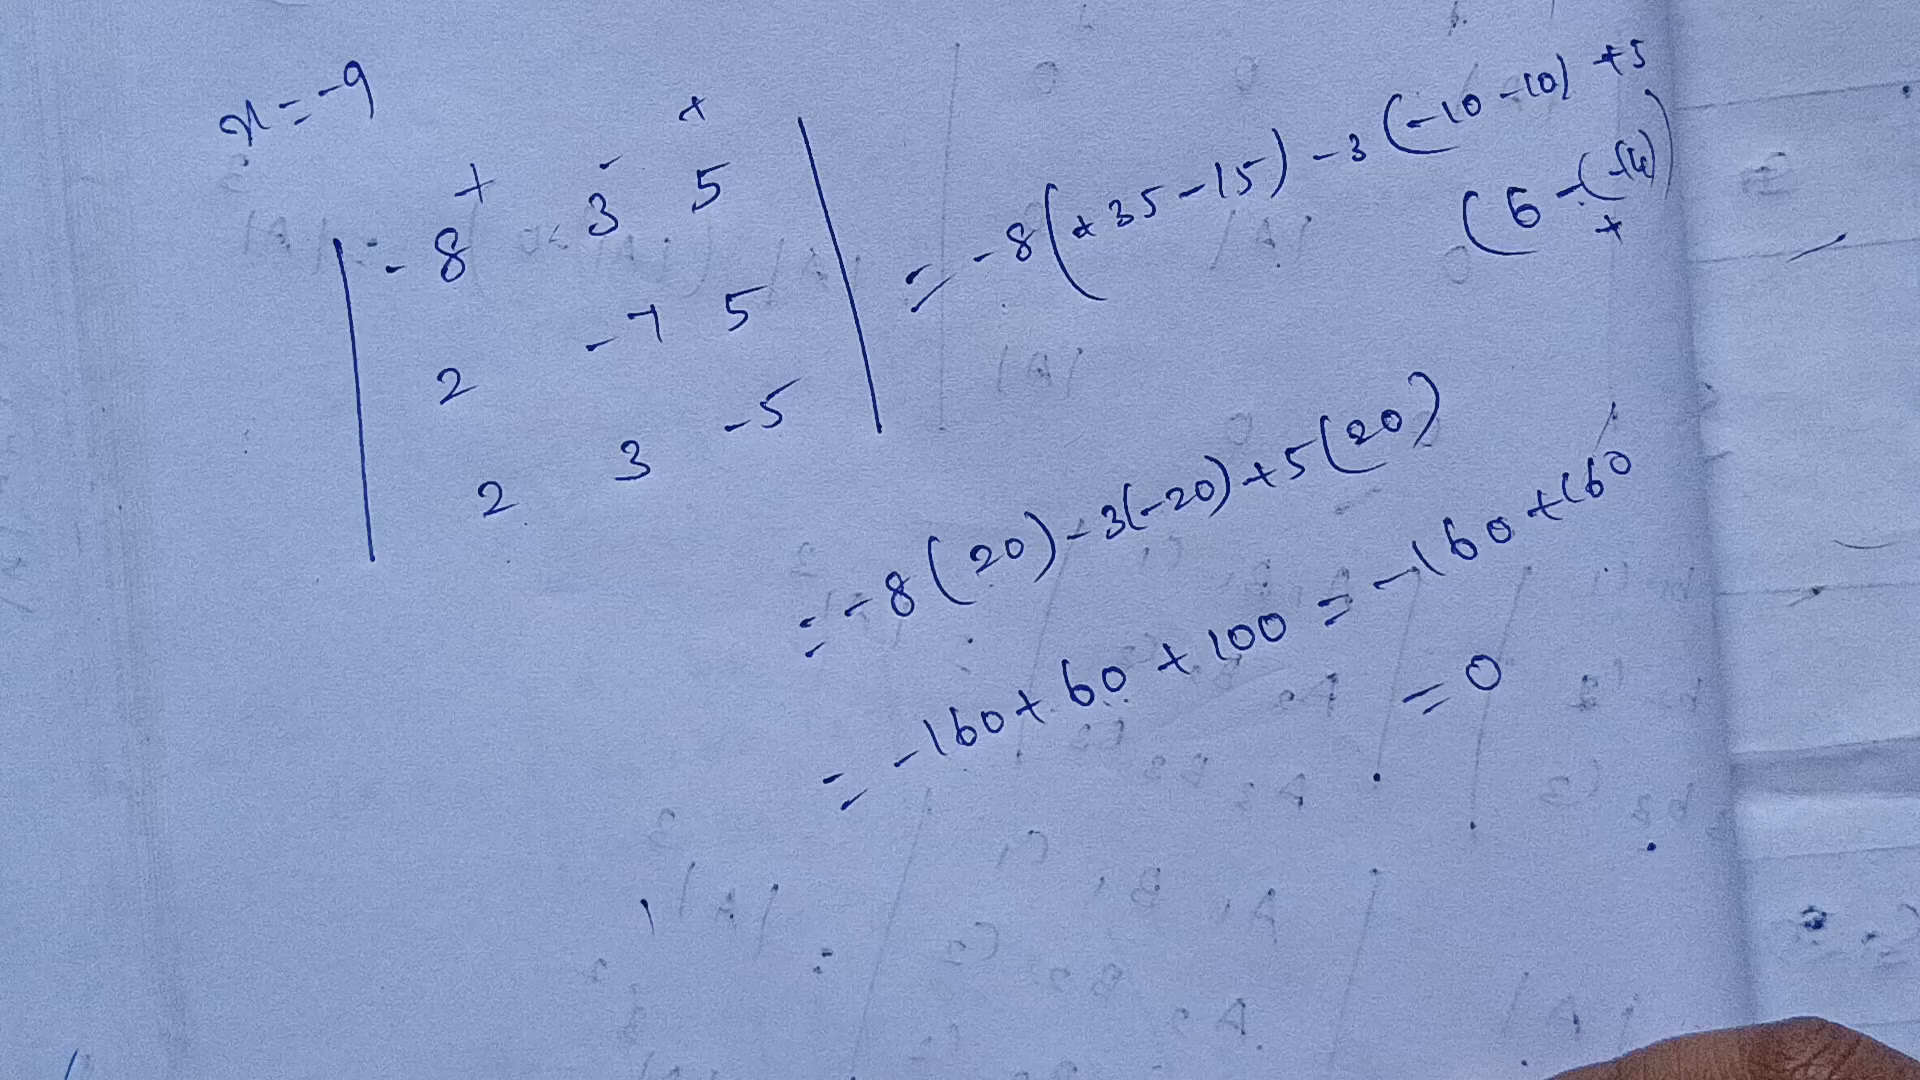 x = -9
+ - +
| -8 3 5 | = -8(+35-15) -3(-10-10) +5
(6-(-14))
+
2 -7 5
2 3 -5
= -8(20) -3(-20) +5(20)
= -160+60+100 = -160+160
= 0